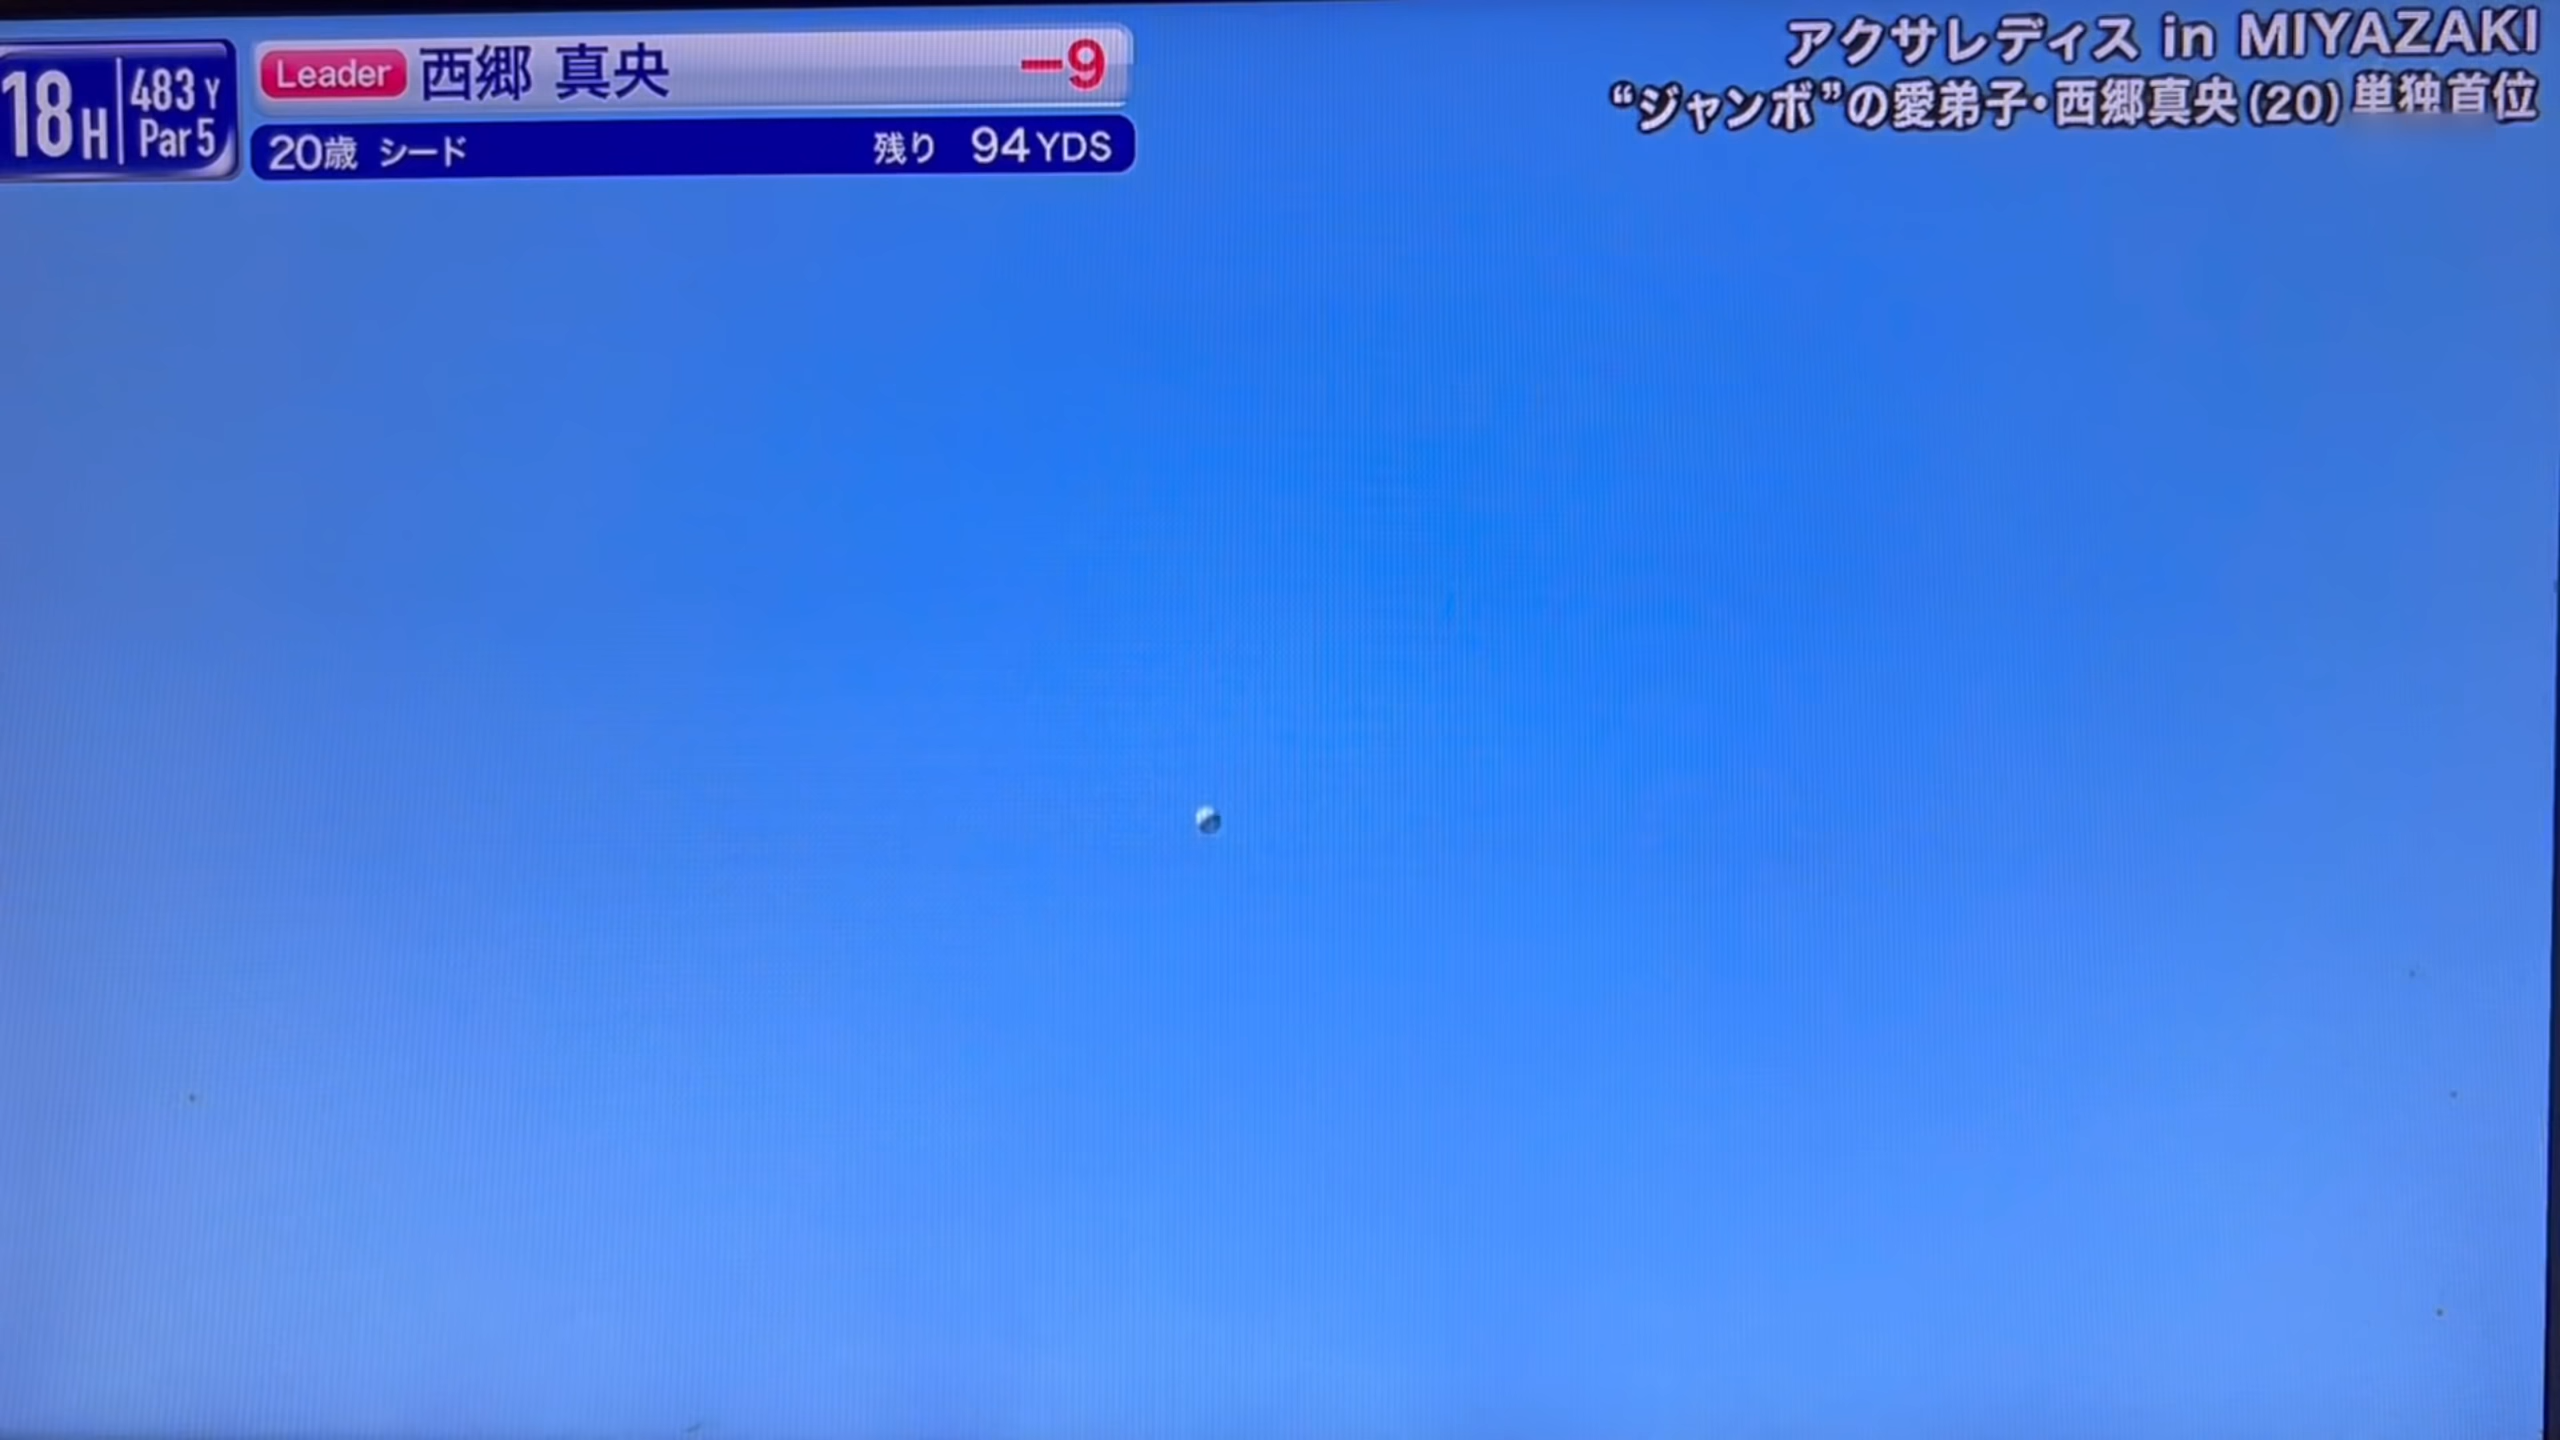 18H
483Y
Par5
Leader 西郷 真央 -9
20歳 シード 残り 94YDS
アクサレディス in MIYAZAKI
“ジャンボ”の愛弟子・西郷真央(20)単独首位